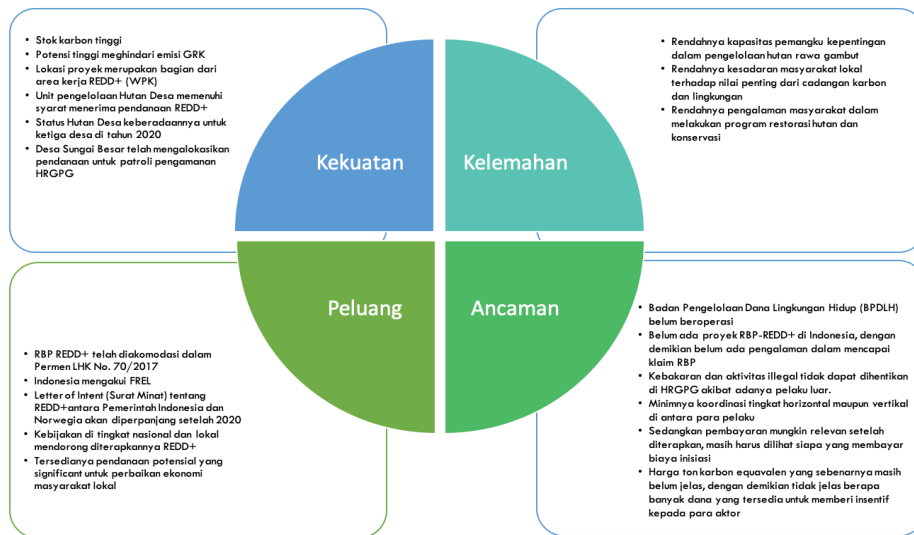 • Stok karbon tinggi
• Potensi tinggi meghindari emisi GRK
• Lokasi proyek merupakan bagian dari
area kerja REDD+ (WPK)
• Unit pengelolaan Hutan Desa memenuhi
syarat menerima pendanaan REDD+
• Status Hutan Desa keberadaannya untuk
ketiga desa di tahun 2020
• Desa Sungai Besar telah mengalokasikan
pendanaan untuk patroli pengamanan
HRGPG
Kekuatan
• Rendahnya kapasitas pemangku kepentingan
dalam pengelolaan hutan rawa gambut
• Rendahnya kesadaran masyarakat lokal
terhadap nilai penting dari cadangan karbon
dan lingkungan
• Rendahnya pengalaman masyarakat dalam
melakukan program restorasi hutan dan
konservasi
Kelemahan
Peluang
• RBP REDD+ telah diakomodasi dalam
Permen LHK No. 70/2017
• Indonesia mengakui FREL
• Letter of Intent (Surat Minat) tentang
REDD+antara Pemerintah Indonesia dan
Norwegia akan diperpanjang setelah 2020
• Kebijakan di tingkat nasional dan lokal
mendorong diterapkannya REDD+
• Tersedianya pendanaan potensial yang
significant untuk perbaikan ekonomi
masyarakat lokal
Ancaman
• Badan Pengelolaan Dana Lingkungan Hidup (BPDLH)
belum beroperasi
• Belum ada proyek RBP-REDD+ di Indonesia, dengan
demikian belum ada pengalaman dalam mencapai
klaim RBP
• Kebakaran dan aktivitas illegal tidak dapat dihentikan
di HRGPG akibat adanya pelaku luar.
• Minimnya koordinasi tingkat horizontal maupun vertikal
di antara para pelaku
• Sedangkan pembayaran mungkin relevan setelah
diterapkan, masih harus dilihat siapa yang membayar
biaya inisiasi
• Harga ton karbon equavalen yang sebenarnya masih
belum jelas, dengan demikian tidak jelas berapa
banyak dana yang tersedia untuk memberi insentif
kepada para aktor